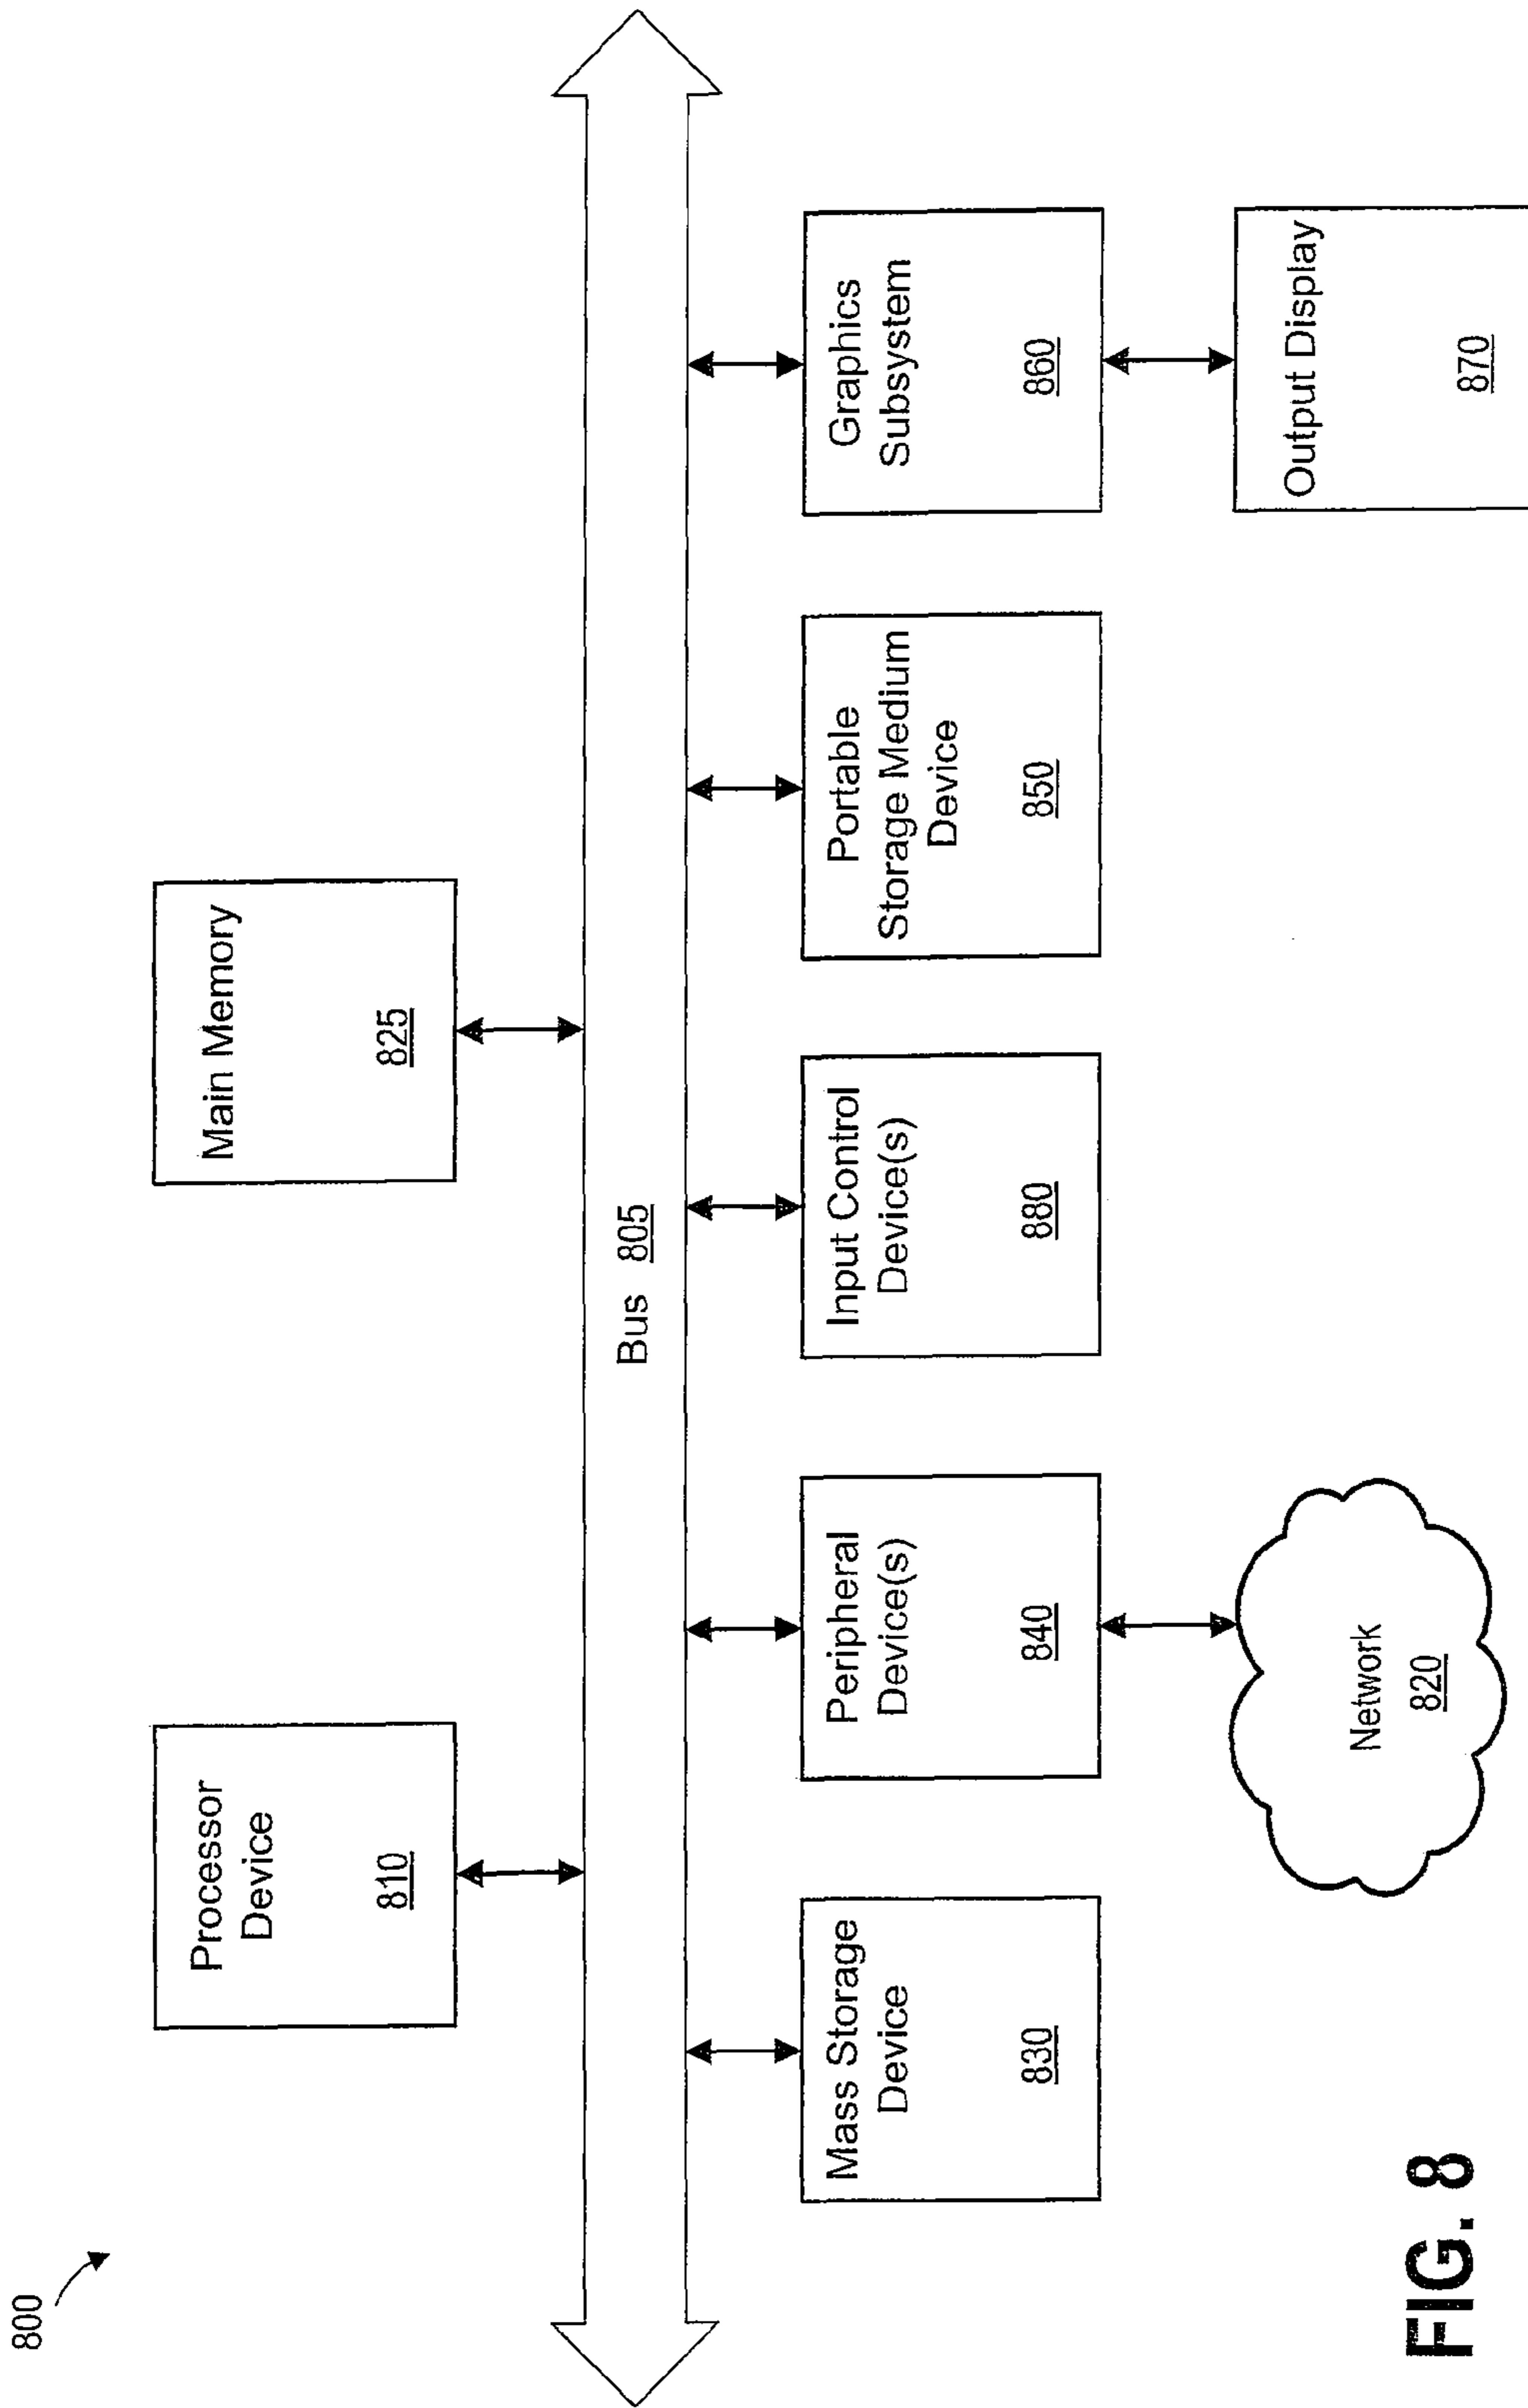 800
Processor
Device
810
Main Memory
825
Bus 805
Mass Storage
Device
830
Peripheral
Device(s)
840
Input Control
Device(s)
880
Portable
Storage Medium
Device
850
Graphics
Subsystem
860
Network
820
Output Display
870
FIG. 8